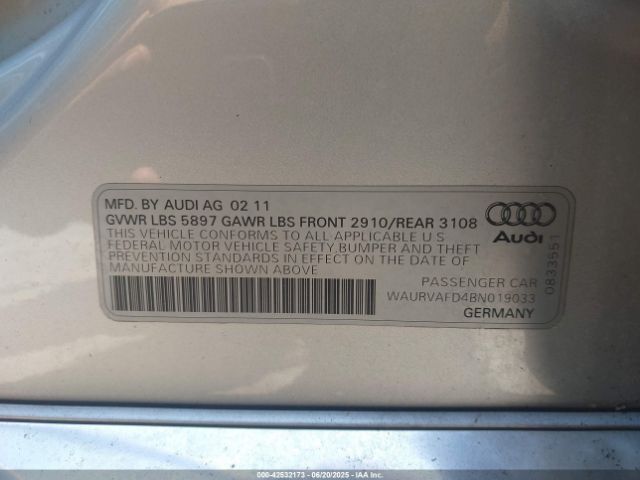 MFD. BY AUDI AG 02 11
GVWR LBS 5897 GAWR LBS FRONT 2910/REAR 3108
THIS VEHICLE CONFORMS TO ALL APPLICABLE U S
FEDERAL MOTOR VEHICLE SAFETY,BUMPER AND THEFT
PREVENTION STANDARDS IN EFFECT ON THE DATE OF
MANUFACTURE SHOWN ABOVE
Audi
0833551
PASSENGER CAR
WAURVAFD4BN019033
GERMANY
000-42532173 - 06/20/2025 - IAA Inc.